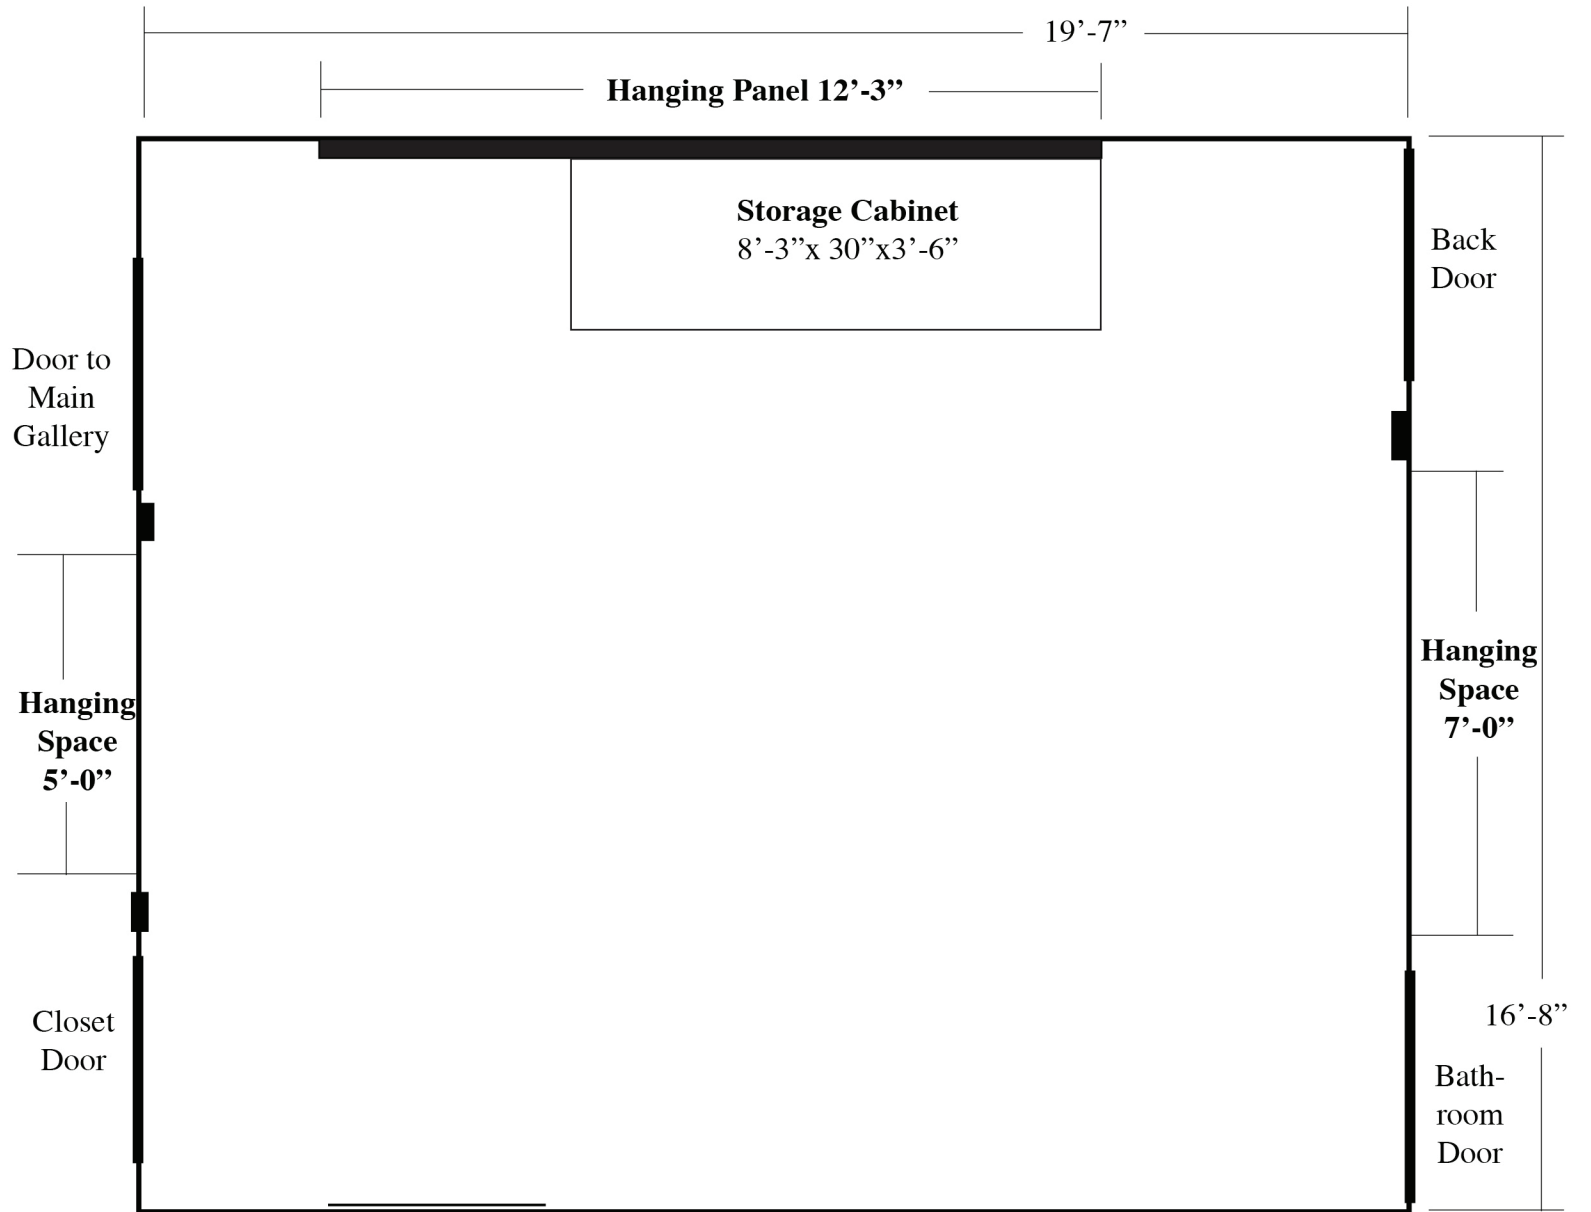 19’-7”
Hanging Panel 12’-3”
Storage Cabinet
8’-3”x 30”x3’-6”
Back
Door
Door to
Main
Gallery
Hanging
Space
5’-0”
Hanging
Space
7’-0”
Closet
Door
16’-8”
Bath-
room
Door